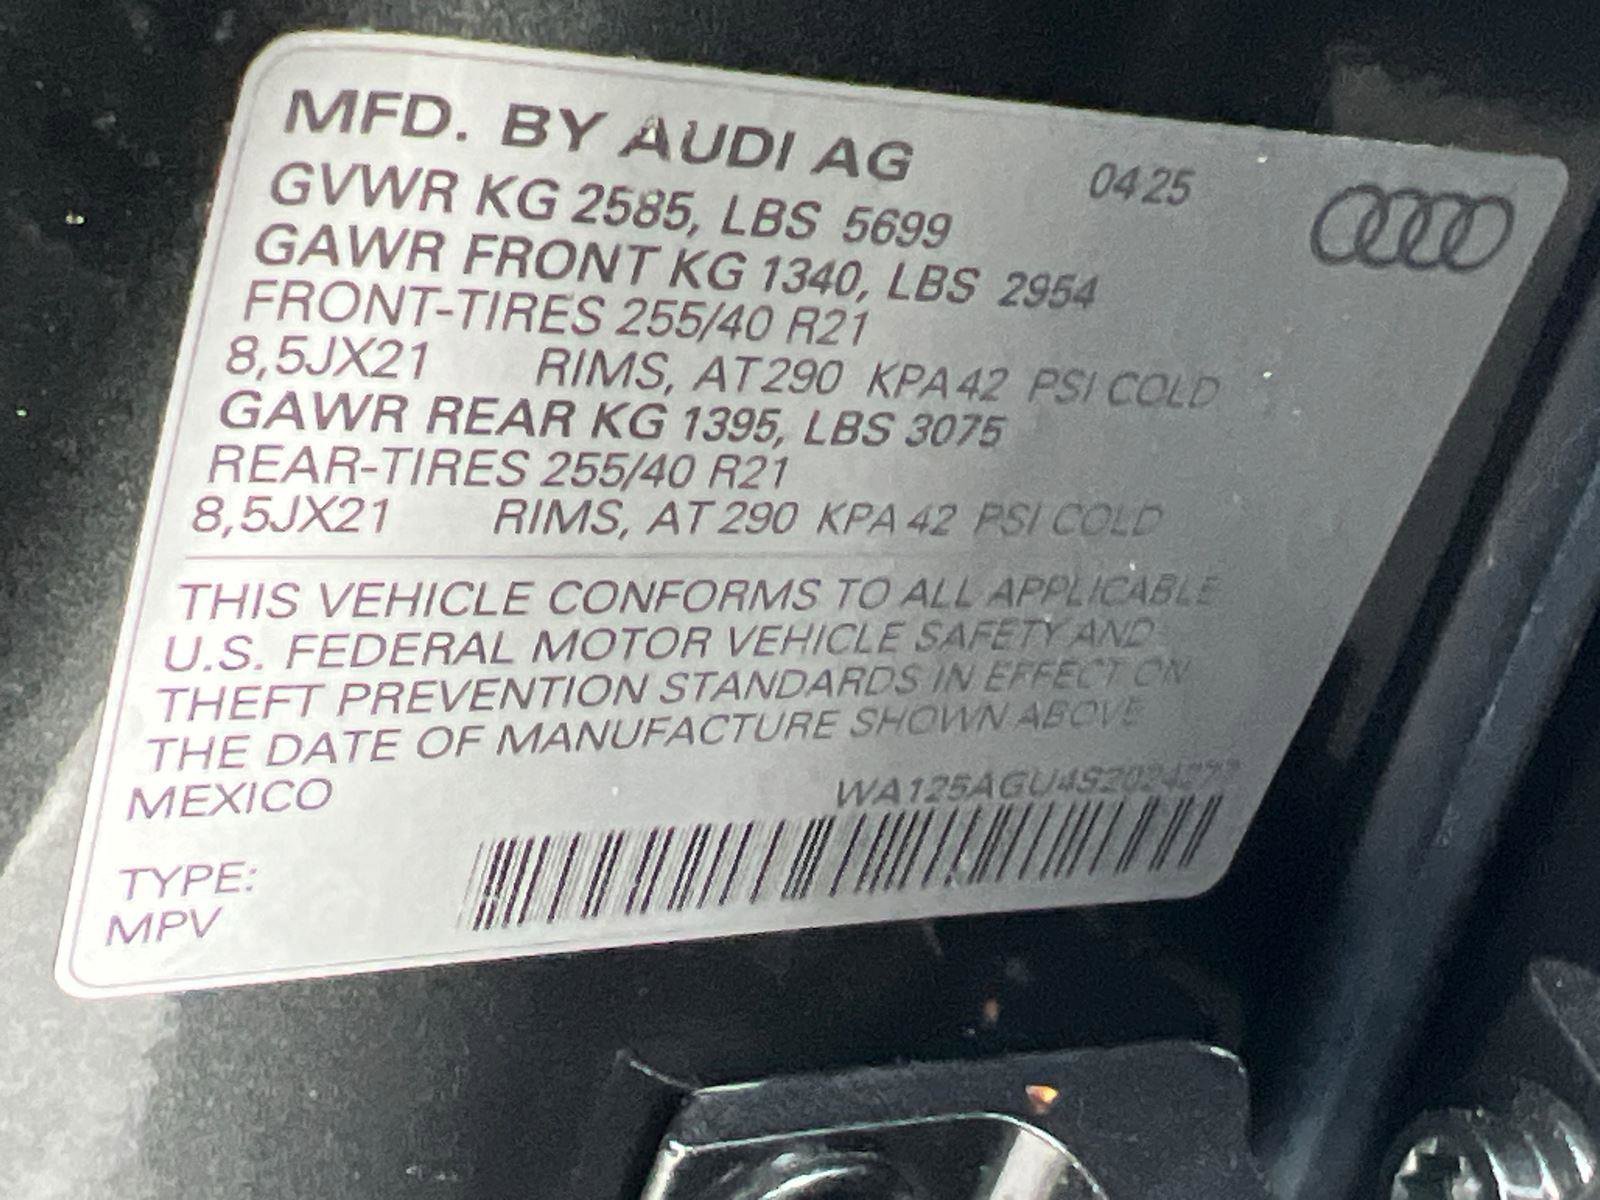 MFD. BY AUDI AG 04 25
GVWR KG 2585, LBS 5699
GAWR FRONT KG 1340, LBS 2954
FRONT-TIRES 255/40 R21
8,5JX21 RIMS, AT 290 KPA 42 PSI COLD
GAWR REAR KG 1395, LBS 3075
REAR-TIRES 255/40 R21
8,5JX21 RIMS, AT 290 KPA 42 PSI COLD
THIS VEHICLE CONFORMS TO ALL APPLICABLE
U.S. FEDERAL MOTOR VEHICLE SAFETY AND
THEFT PREVENTION STANDARDS IN EFFECT ON
THE DATE OF MANUFACTURE SHOWN ABOVE
MEXICO
TYPE:
MPV